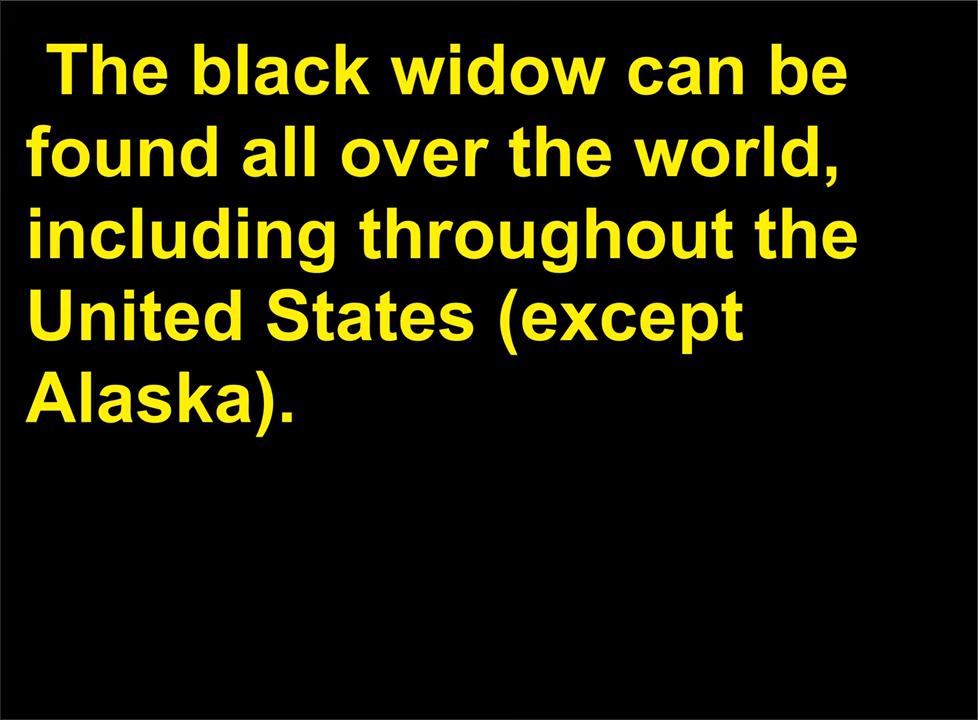 The black widow can be
found all over the world,
including throughout the
United States (except
Alaska).